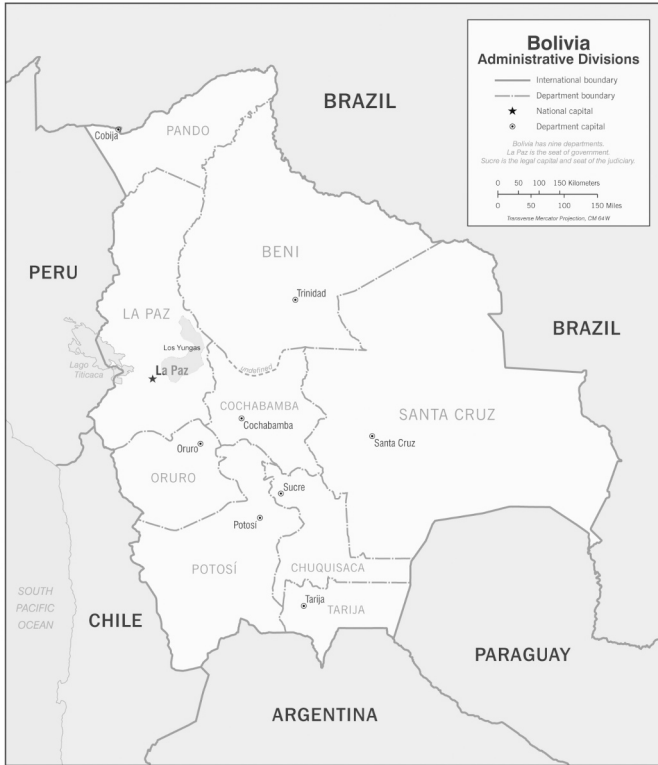 Bolivia
Administrative Divisions
International boundary
Department boundary
National capital
Department capital
Bolivia has nine departments.
La Paz is the seat of government.
Sucre is the legal capital and seat of the judiciary.
0 50 100 150 Kilometers
0 50 100 150 Miles
Transverse Mercator Projection, CM 64W
BRAZIL
Cobija
PANDO
BENI
PERU
Trinidad
LA PAZ
BRAZIL
Los Yungas
Lago
Titicaca
La Paz
undefined
COCHABAMBA
Cochabamba
SANTA CRUZ
Santa Cruz
Oruro
ORURO
Sucre
Potosi
POTOSÍ
CHUQUISACA
Tarija
TARIJA
SOUTH
PACIFIC
OCEAN
CHILE
PARAGUAY
ARGENTINA